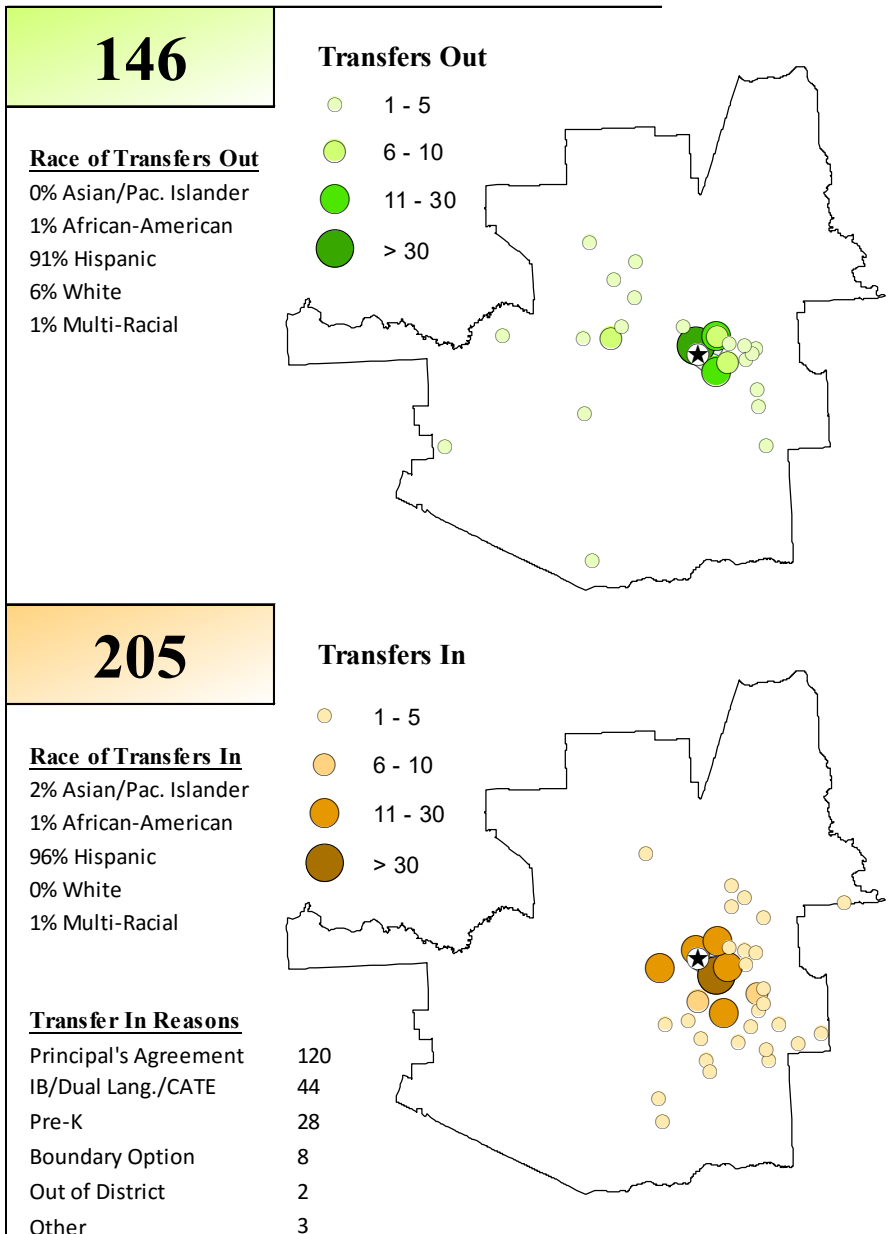 146
Transfers Out
1 - 5
6 - 10
11 - 30
> 30
Race of Transfers Out
0% Asian/Pac. Islander
1% African-American
91% Hispanic
6% White
1% Multi-Racial
205
Transfers In
1 - 5
6 - 10
11 - 30
> 30
Race of Transfers In
2% Asian/Pac. Islander
1% African-American
96% Hispanic
0% White
1% Multi-Racial
Transfer In Reasons
Principal's Agreement 120
IB/Dual Lang./CATE 44
Pre-K 28
Boundary Option 8
Out of District 2
Other 3